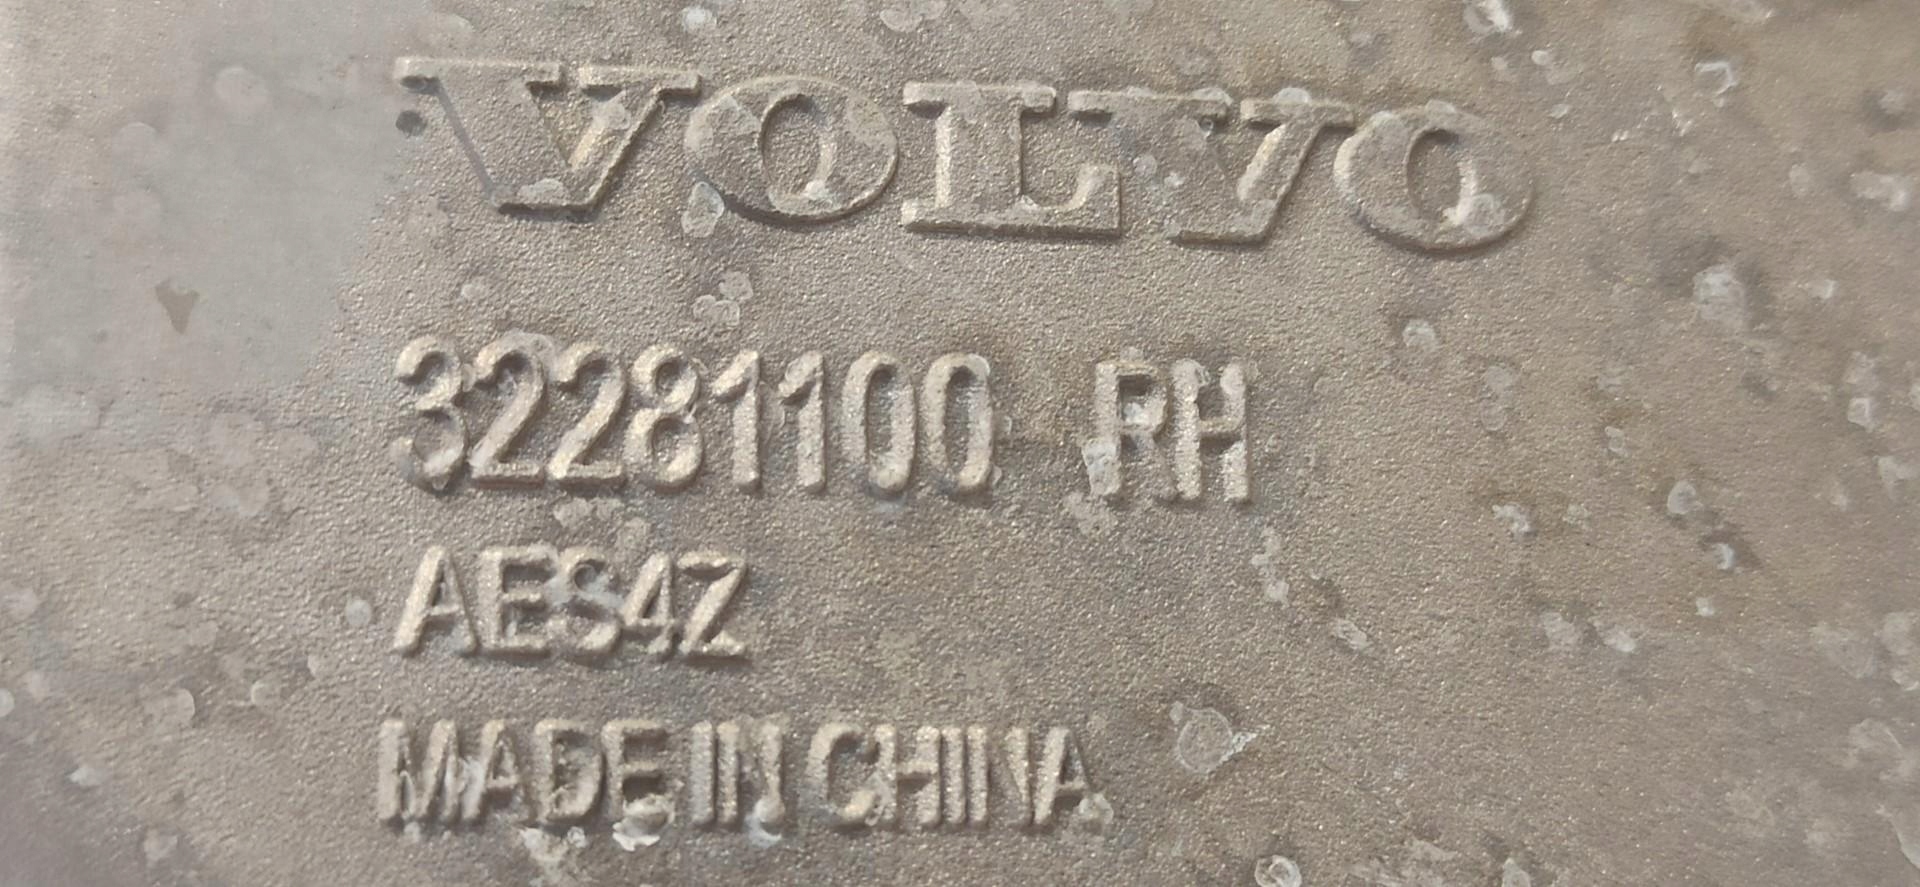 VOLVO
32281100 RH
AES4Z
MADE IN CHINA